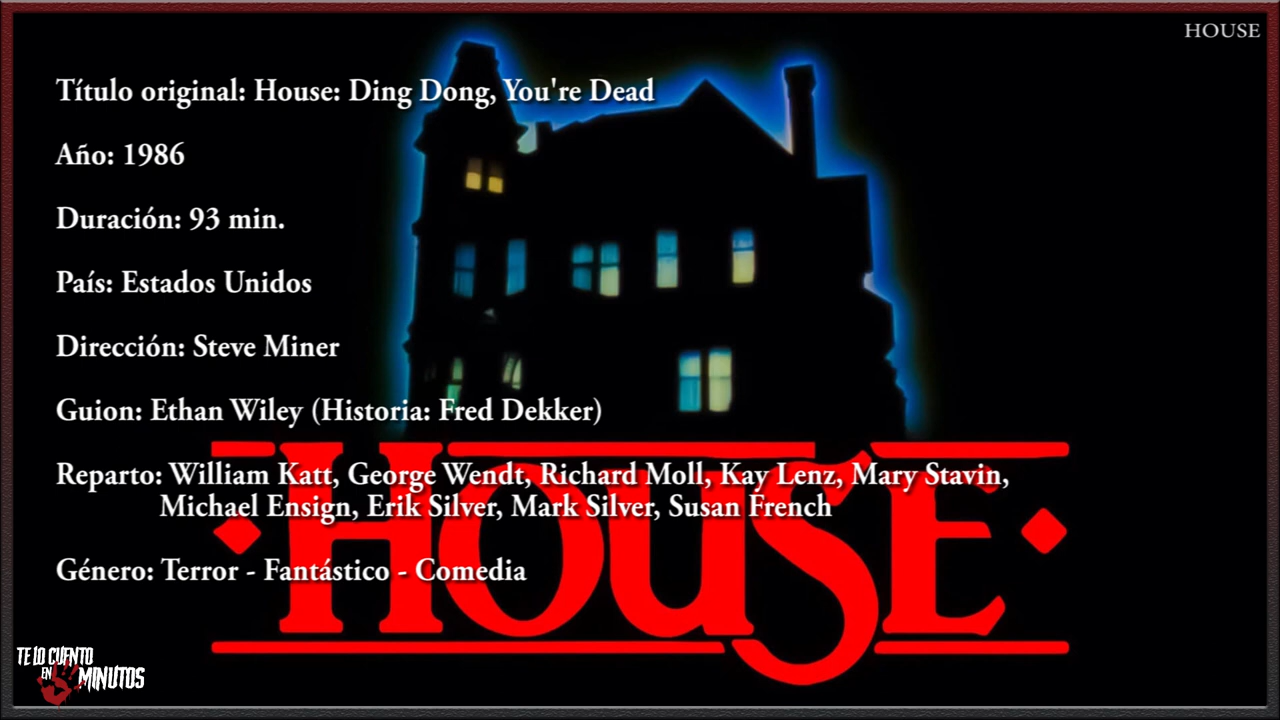 HOUSE
Título original: House: Ding Dong, You're Dead
Año: 1986
Duración: 93 min.
País: Estados Unidos
Dirección: Steve Miner
Guion: Ethan Wiley (Historia: Fred Dekker)
Reparto: William Katt, George Wendt, Richard Moll, Kay Lenz, Mary Stavin,
Michael Ensign, Erik Silver, Mark Silver, Susan French
Género: Terror - Fantástico - Comedia
HOUSE
TE LO CUENTO
EN MINUTOS